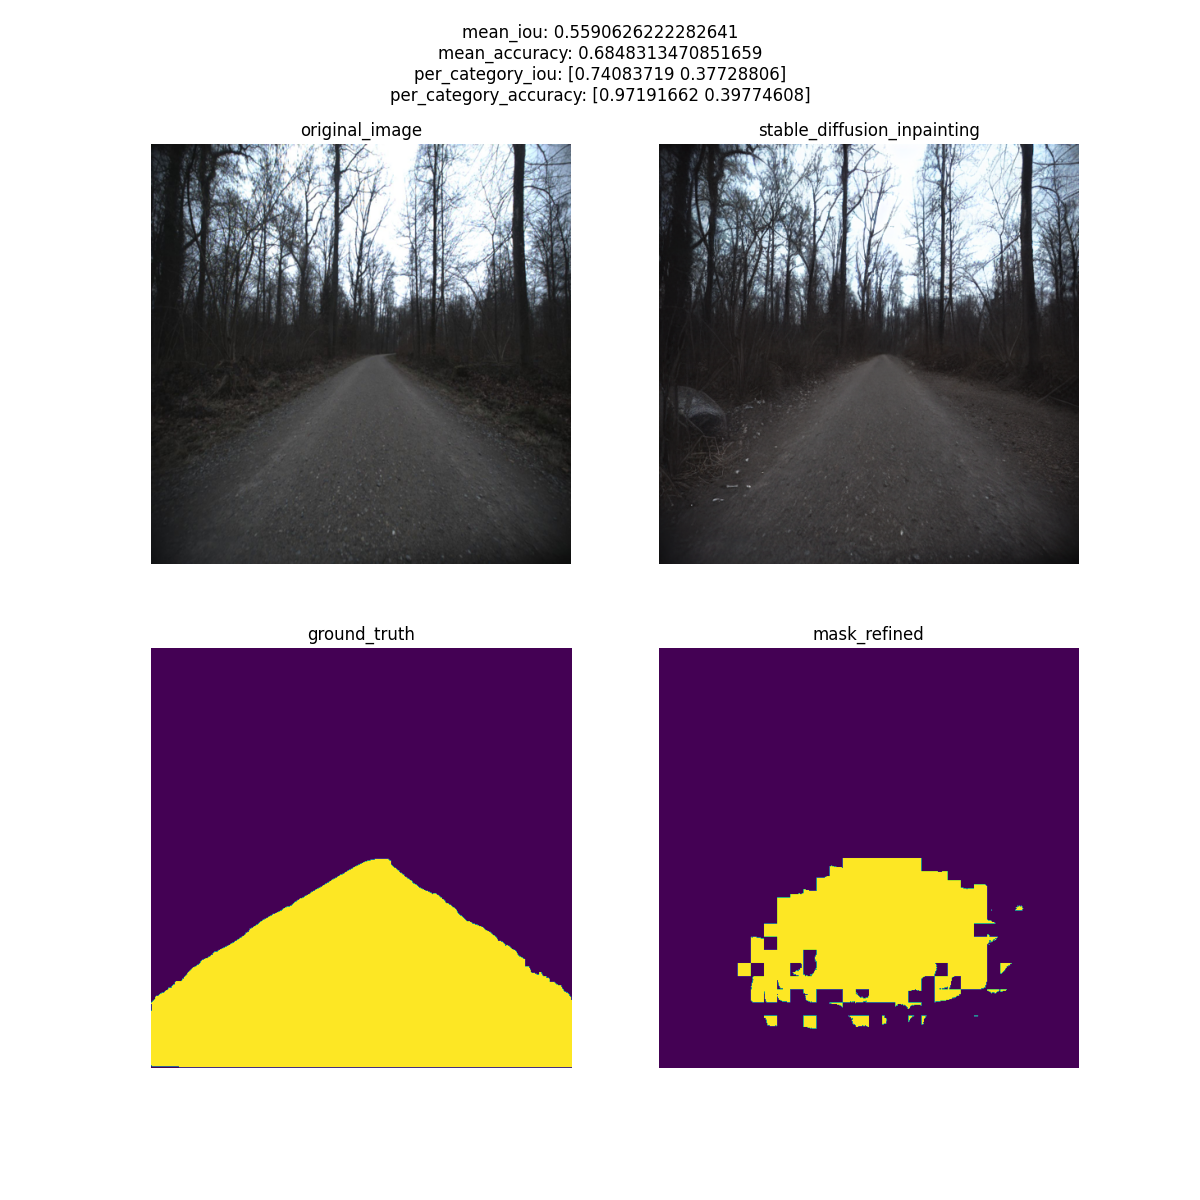 mean_iou: 0.5590626222282641
mean_accuracy: 0.6848313470851659
per_category_iou: [0.74083719 0.37728806]
per_category_accuracy: [0.97191662 0.39774608]
original_image
stable_diffusion_inpainting
ground_truth
mask_refined